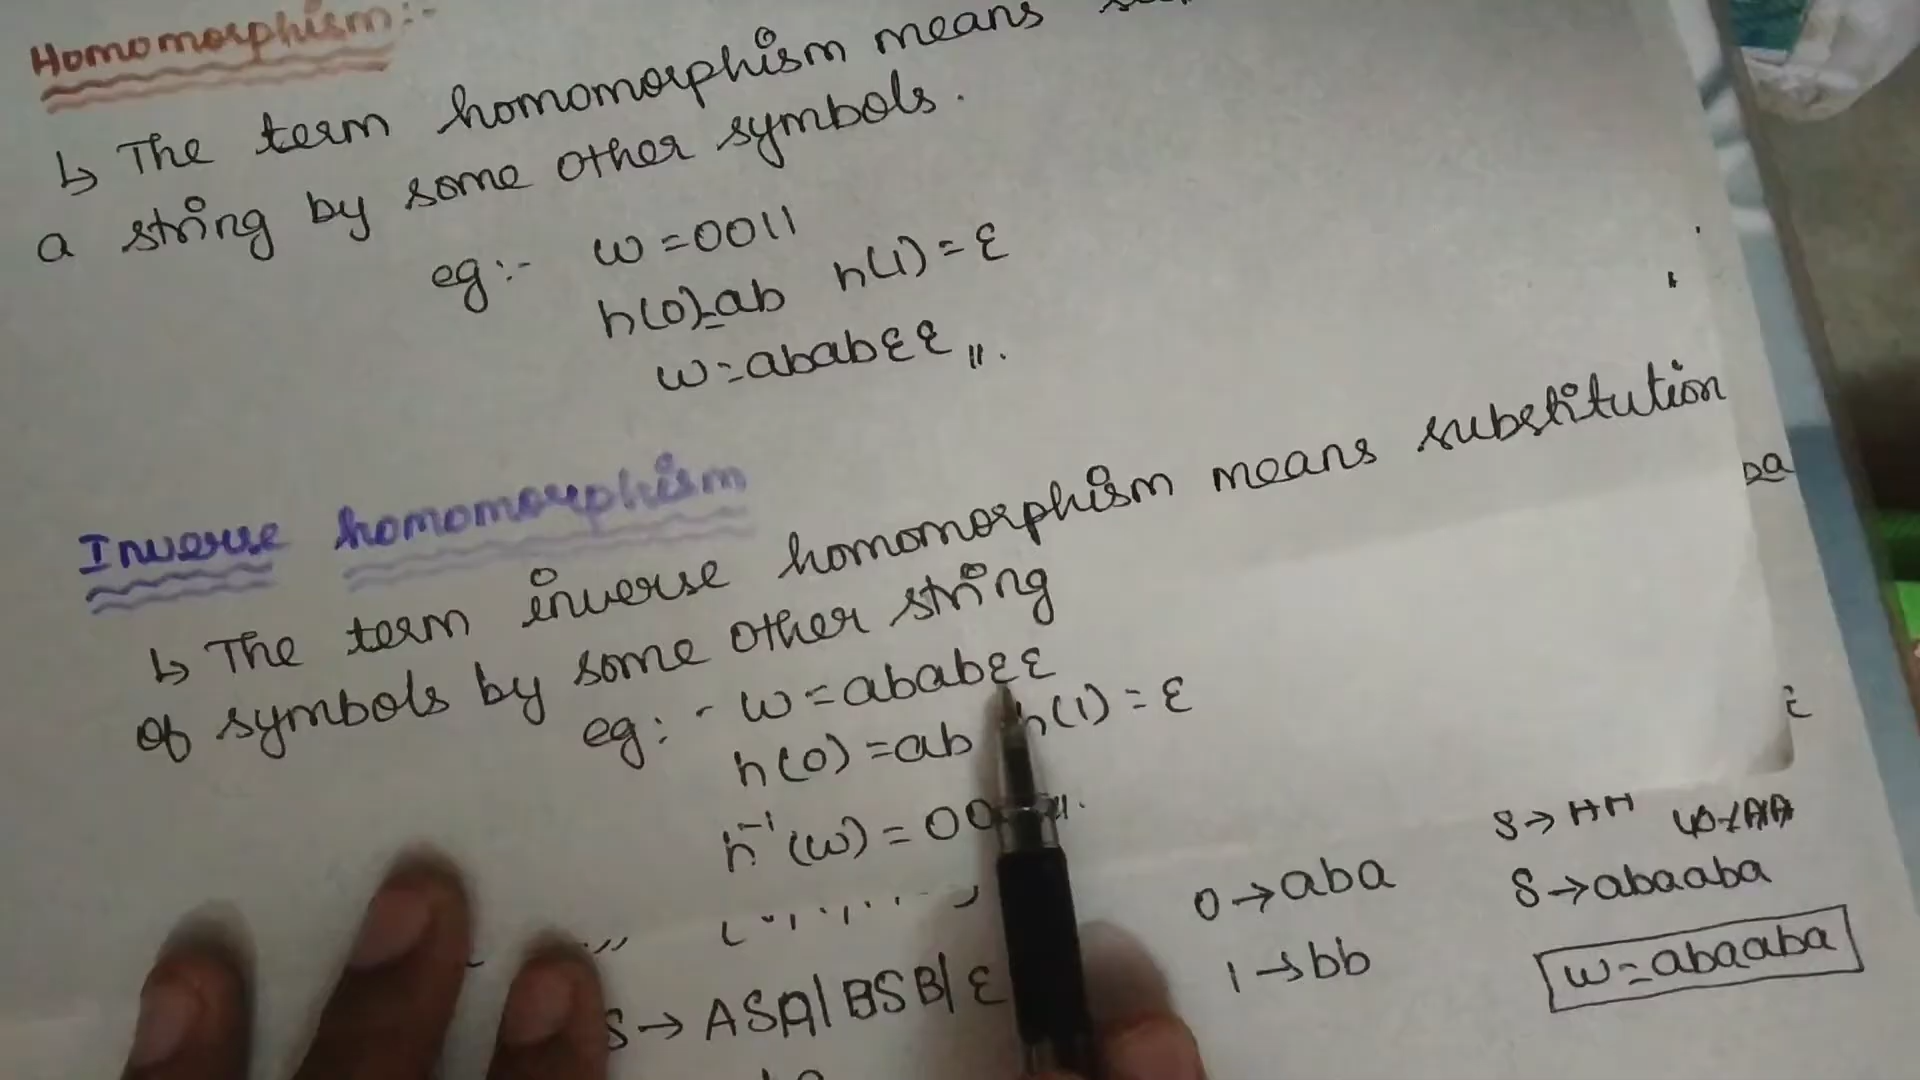 Homomorphism:-
↳ The term homomorphism means
a string by some other symbols.
eg:- w=0011
h(0)=ab h(1)=ε
w=ababεε,,.
Inverse homomorphism
↳ The term inverse homomorphism means substitution
of symbols by some other string
eg:- w=ababεε
h(0)=ab h(1)=ε
h⁻¹(w)=00
0→aba
1→bb
S→ASA|BSB|ε
S→abaaba
w=abaaba